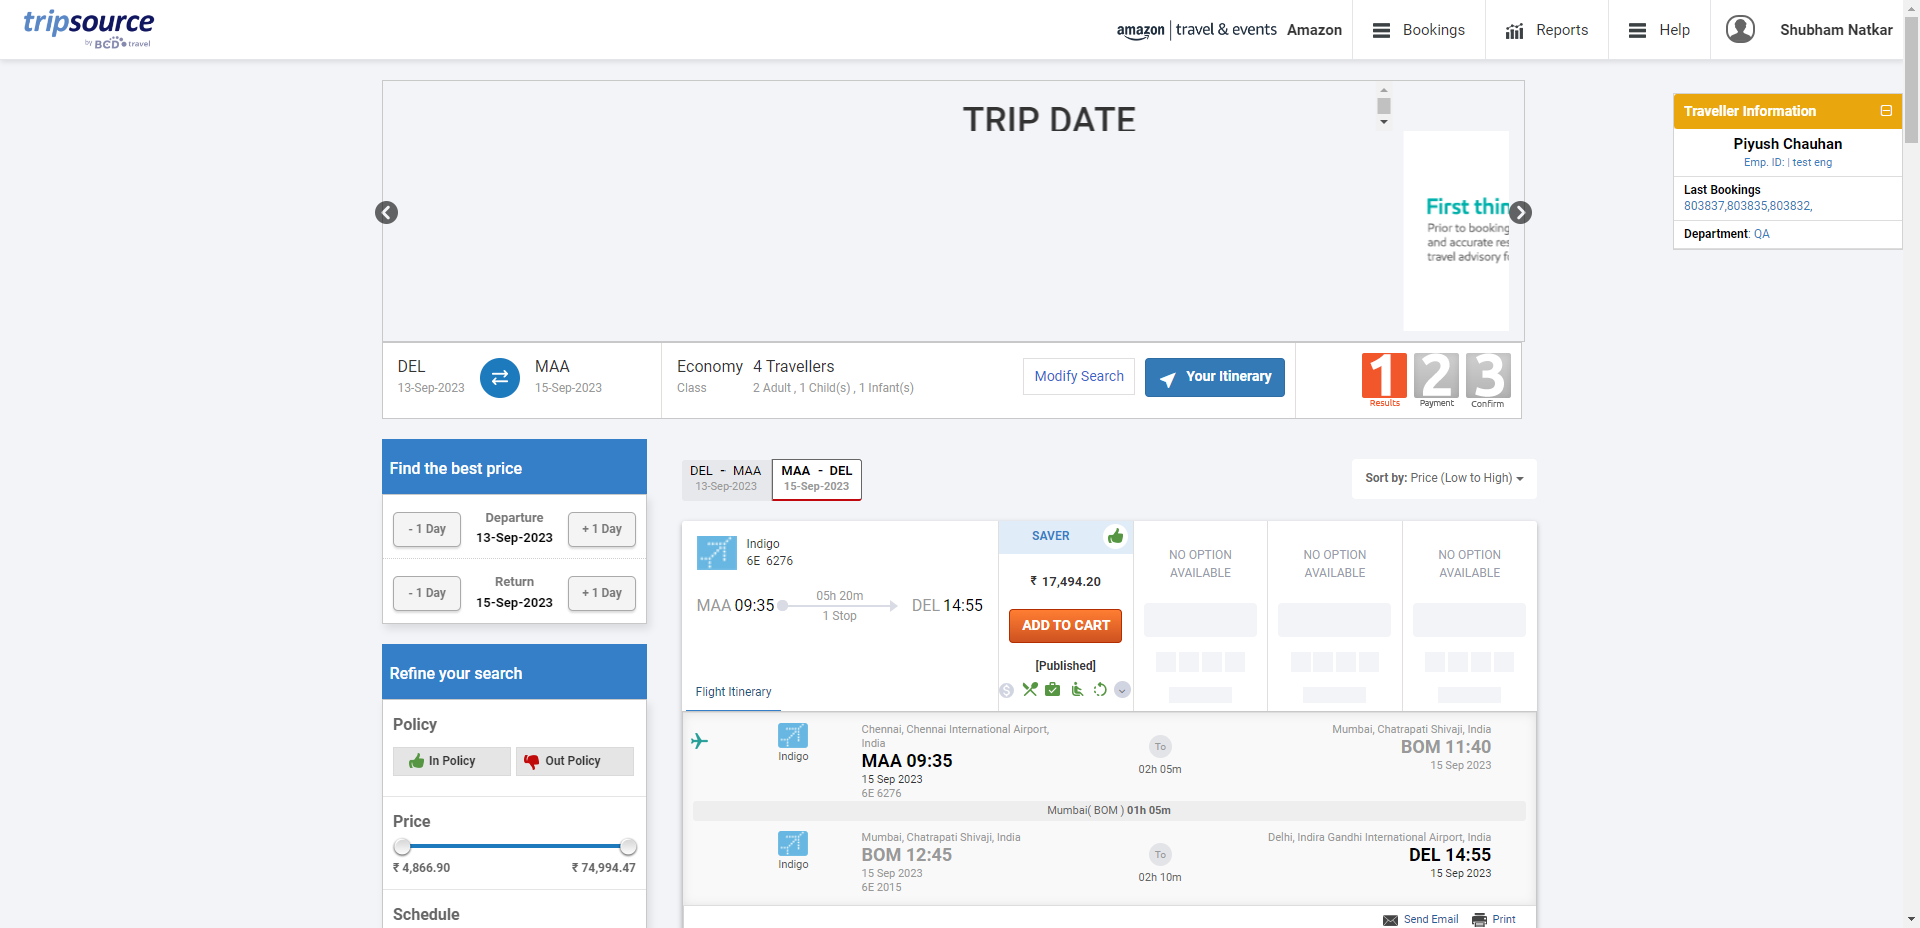 tripsource
by BCD travel
amazon | travel & events Amazon
Bookings
Reports
Help
Shubham Natkar
TRIP DATE
First thin
Prior to booking
and accurate res
travel advisory f
Traveller Information
Piyush Chauhan
Emp. ID: | test eng
Last Bookings
803837,803835,803832,
Department: QA
DEL
13-Sep-2023
MAA
15-Sep-2023
Economy
Class
4 Travellers
2 Adult , 1 Child(s) , 1 Infant(s)
Modify Search
Your Itinerary
1
Results
2
Payment
3
Confirm
Find the best price
- 1 Day
Departure
13-Sep-2023
+ 1 Day
- 1 Day
Return
15-Sep-2023
+ 1 Day
Refine your search
Policy
In Policy
Out Policy
Price
₹ 4,866.90
₹ 74,994.47
Schedule
DEL - MAA
13-Sep-2023
MAA - DEL
15-Sep-2023
Sort by: Price (Low to High)
Indigo
6E 6276
MAA 09:35
05h 20m
1 Stop
DEL 14:55
Flight Itinerary
SAVER
₹ 17,494.20
ADD TO CART
[Published]
NO OPTION
AVAILABLE
NO OPTION
AVAILABLE
NO OPTION
AVAILABLE
Indigo
Chennai, Chennai International Airport,
India
MAA 09:35
15 Sep 2023
6E 6276
To
02h 05m
Mumbai, Chatrapati Shivaji, India
BOM 11:40
15 Sep 2023
Mumbai( BOM ) 01h 05m
Indigo
Mumbai, Chatrapati Shivaji, India
BOM 12:45
15 Sep 2023
6E 2015
To
02h 10m
Delhi, Indira Gandhi International Airport, India
DEL 14:55
15 Sep 2023
Send Email
Print